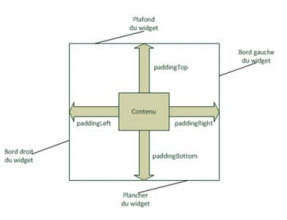 Plafond
du widget
Bord gauche
du widget
paddingTop
Contenu
paddingLeft
paddingRight
Bord droit
du widget
paddingBottom
Plancher
du widget